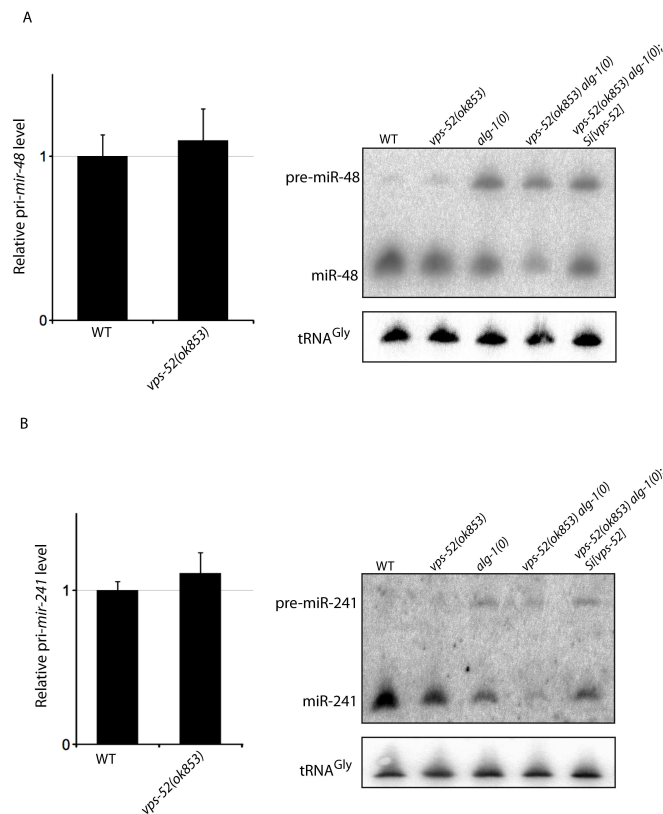 A
Relative pri-mir-48 level
1
0
WT
vps-52(ok853)
WT
vps-52(ok853)
alg-1(0)
vps-52(ok853) alg-1(0)
vps-52(ok853) alg-1(0);
Si[vps-52]
pre-miR-48
miR-48
tRNAGly
B
Relative pri-mir-241 level
1
0
WT
vps-52(ok853)
WT
vps-52(ok853)
alg-1(0)
vps-52(ok853) alg-1(0)
vps-52(ok853) alg-1(0);
Si[vps-52]
pre-miR-241
miR-241
tRNAGly